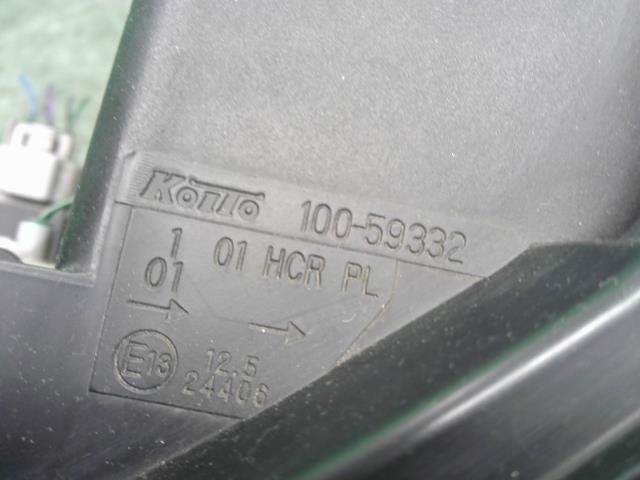 KOITO 100-59332
1 01 HCR PL
01
E13 12.5
24406